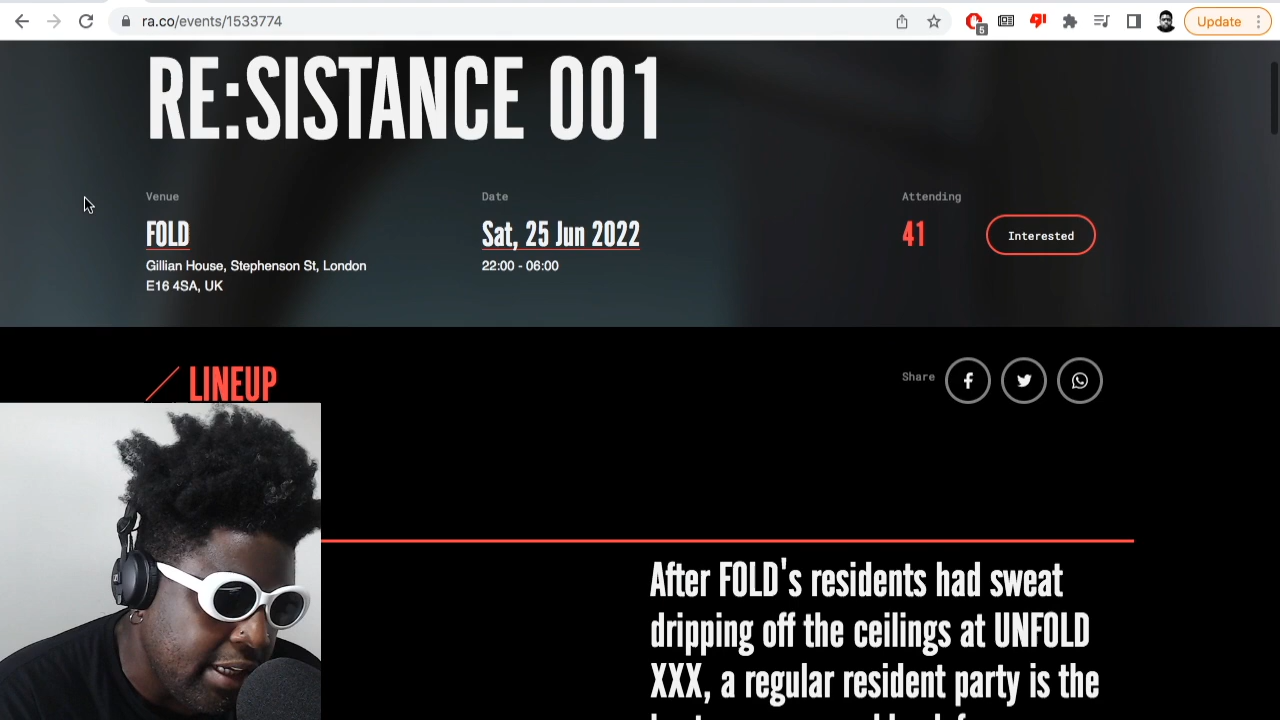 ra.co/events/1533774
5
Update
RE:SISTANCE 001
Venue
Date
Attending
FOLD
Sat, 25 Jun 2022
41
Interested
Gillian House, Stephenson St, London
22:00 - 06:00
E16 4SA, UK
LINEUP
Share
After FOLD's residents had sweat
dripping off the ceilings at UNFOLD
XXX, a regular resident party is the